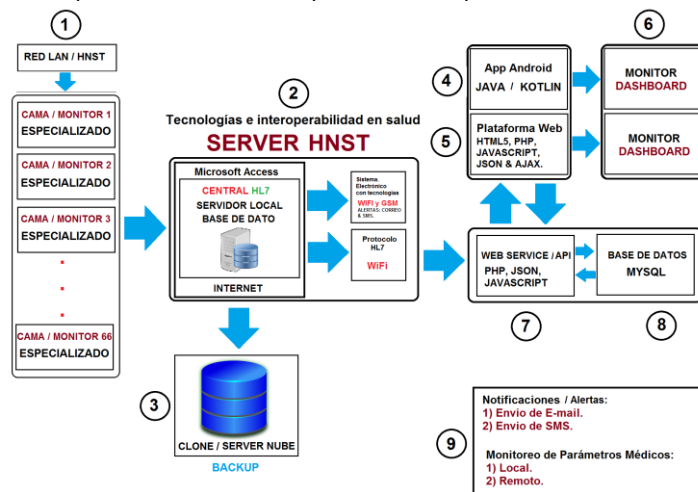 1
RED LAN / HNST
CAMA / MONITOR 1
ESPECIALIZADO
CAMA / MONITOR 2
ESPECIALIZADO
CAMA / MONITOR 3
ESPECIALIZADO
CAMA / MONITOR 66
ESPECIALIZADO
2
Tecnologías e interoperabilidad en salud
SERVER HNST
Microsoft Access
CENTRAL HL7
SERVIDOR LOCAL
BASE DE DATO
INTERNET
Sistema,
Electrónico
con tecnologías
WiFi y GSM
ALERTAS: CORREO
& SMS.
Protocolo
HL7
WiFi
3
CLONE / SERVER NUBE
BACKUP
4
App Android
JAVA / KOTLIN
5
Plataforma Web
HTML5, PHP,
JAVASCRIPT,
JSON & AJAX.
6
MONITOR
DASHBOARD
MONITOR
DASHBOARD
WEB SERVICE / API
PHP, JSON,
JAVASCRIPT
7
BASE DE DATOS
MYSQL
8
9
Notificaciones / Alertas:
1) Envio de E-mail.
2) Envio de SMS.
Monitoreo de Parámetros Médicos:
1) Local.
2) Remoto.